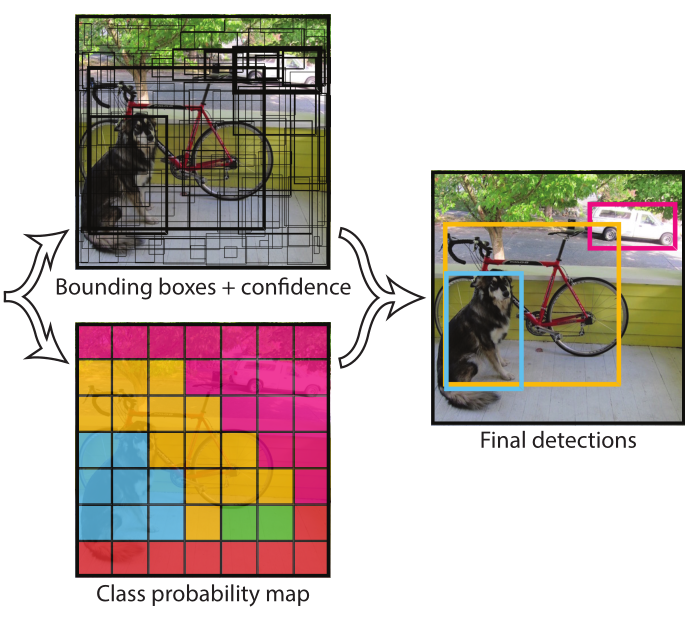 Bounding boxes + confidence
Class probability map
Final detections